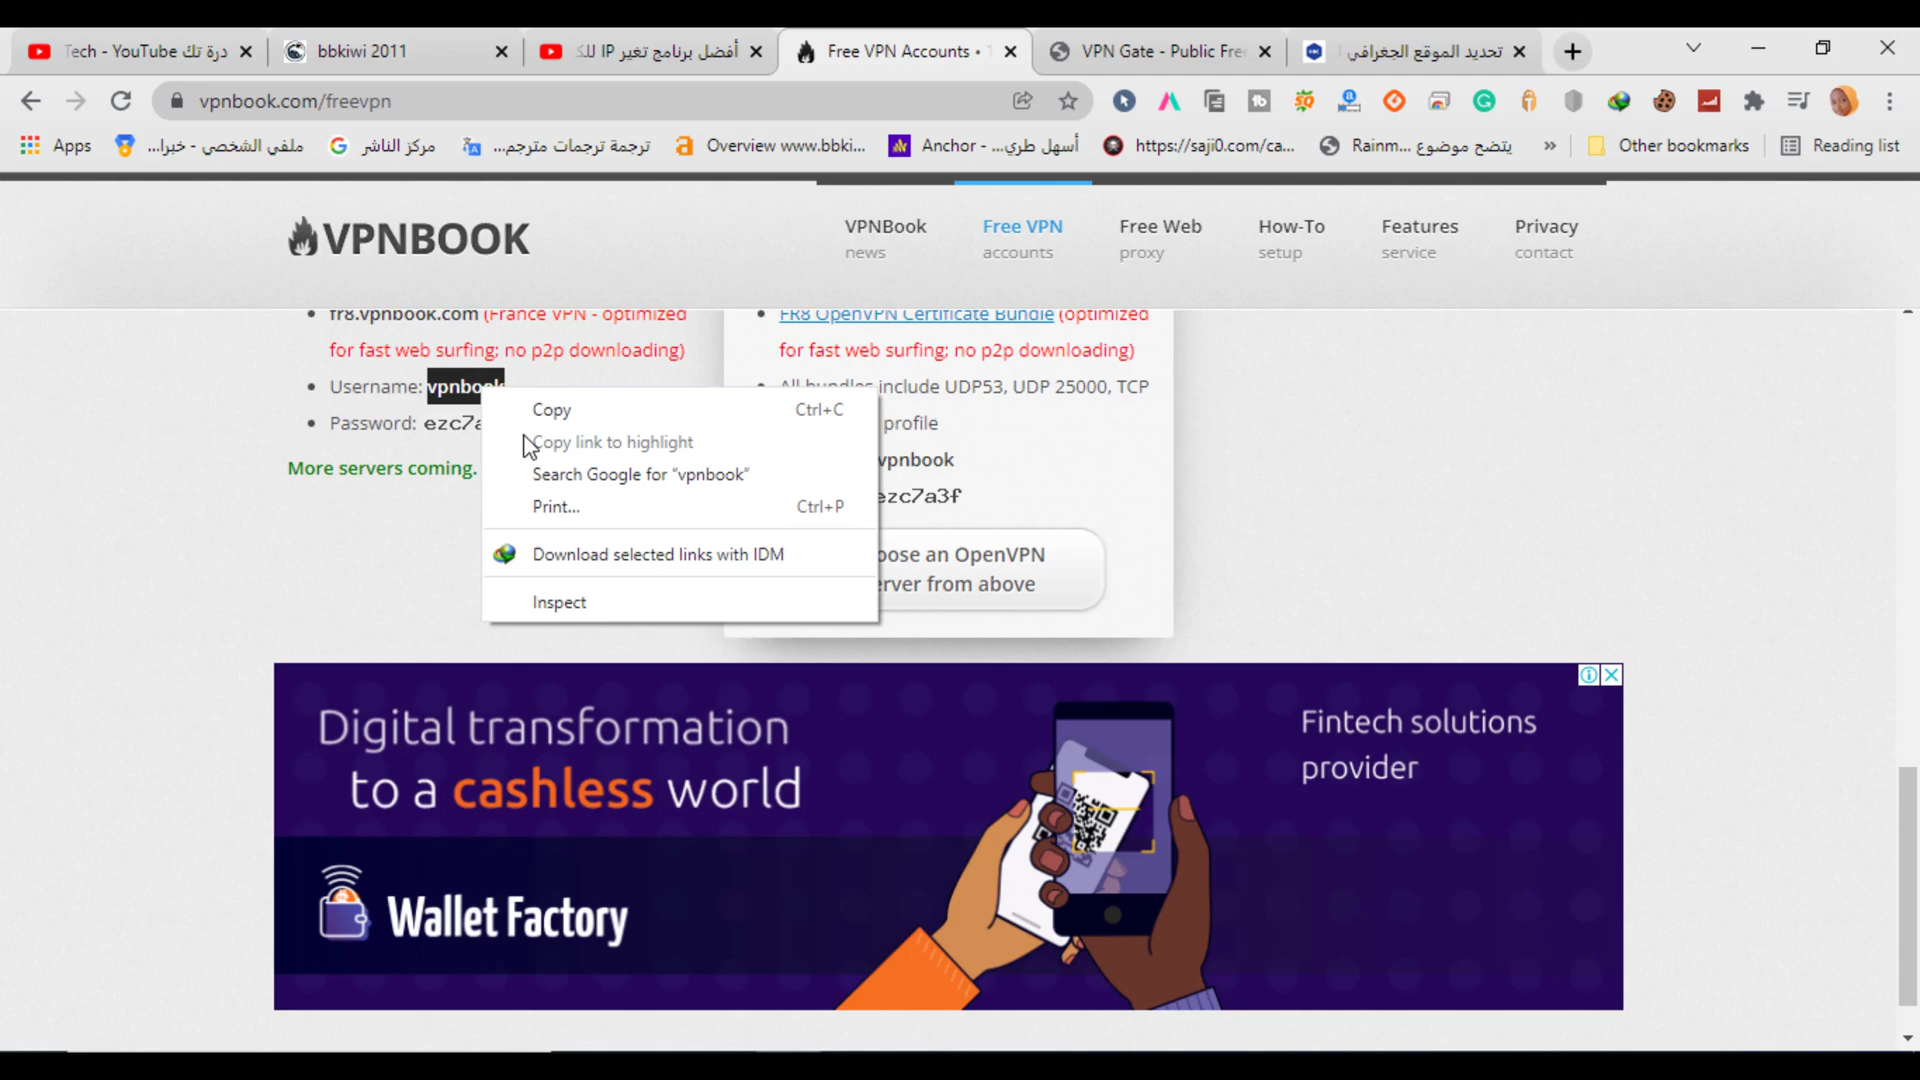 درة تك Tech - YouTube
bbkiwi 2011
أفضل برنامج تغير IP للك
Free VPN Accounts •
VPN Gate - Public Fre
تحديد الموقع الجغرافي
vpnbook.com/freevpn
Apps
ملفي الشخصي - خبرا...
مركز الناشر
ترجمة ترجمات مترجم...
Overview www.bbki...
Anchor - أسهل طري...
https://saji0.com/ca...
Rainm... يتضح موضوع
»
Other bookmarks
Reading list
VPNBOOK
VPNBook
news
Free VPN
accounts
Free Web
proxy
How-To
setup
Features
service
Privacy
contact
fr8.vpnbook.com (France VPN - optimized
for fast web surfing; no p2p downloading)
Username: vpnbook
Password: ezc7a
More servers coming.
FR8 OpenVPN Certificate Bundle (optimized
for fast web surfing; no p2p downloading)
All bundles include UDP53, UDP 25000, TCP
profile
vpnbook
ezc7a3f
oose an OpenVPN
erver from above
Copy Ctrl+C
Copy link to highlight
Search Google for “vpnbook”
Print... Ctrl+P
Download selected links with IDM
Inspect
Digital transformation
to a cashless world
Wallet Factory
Fintech solutions
provider